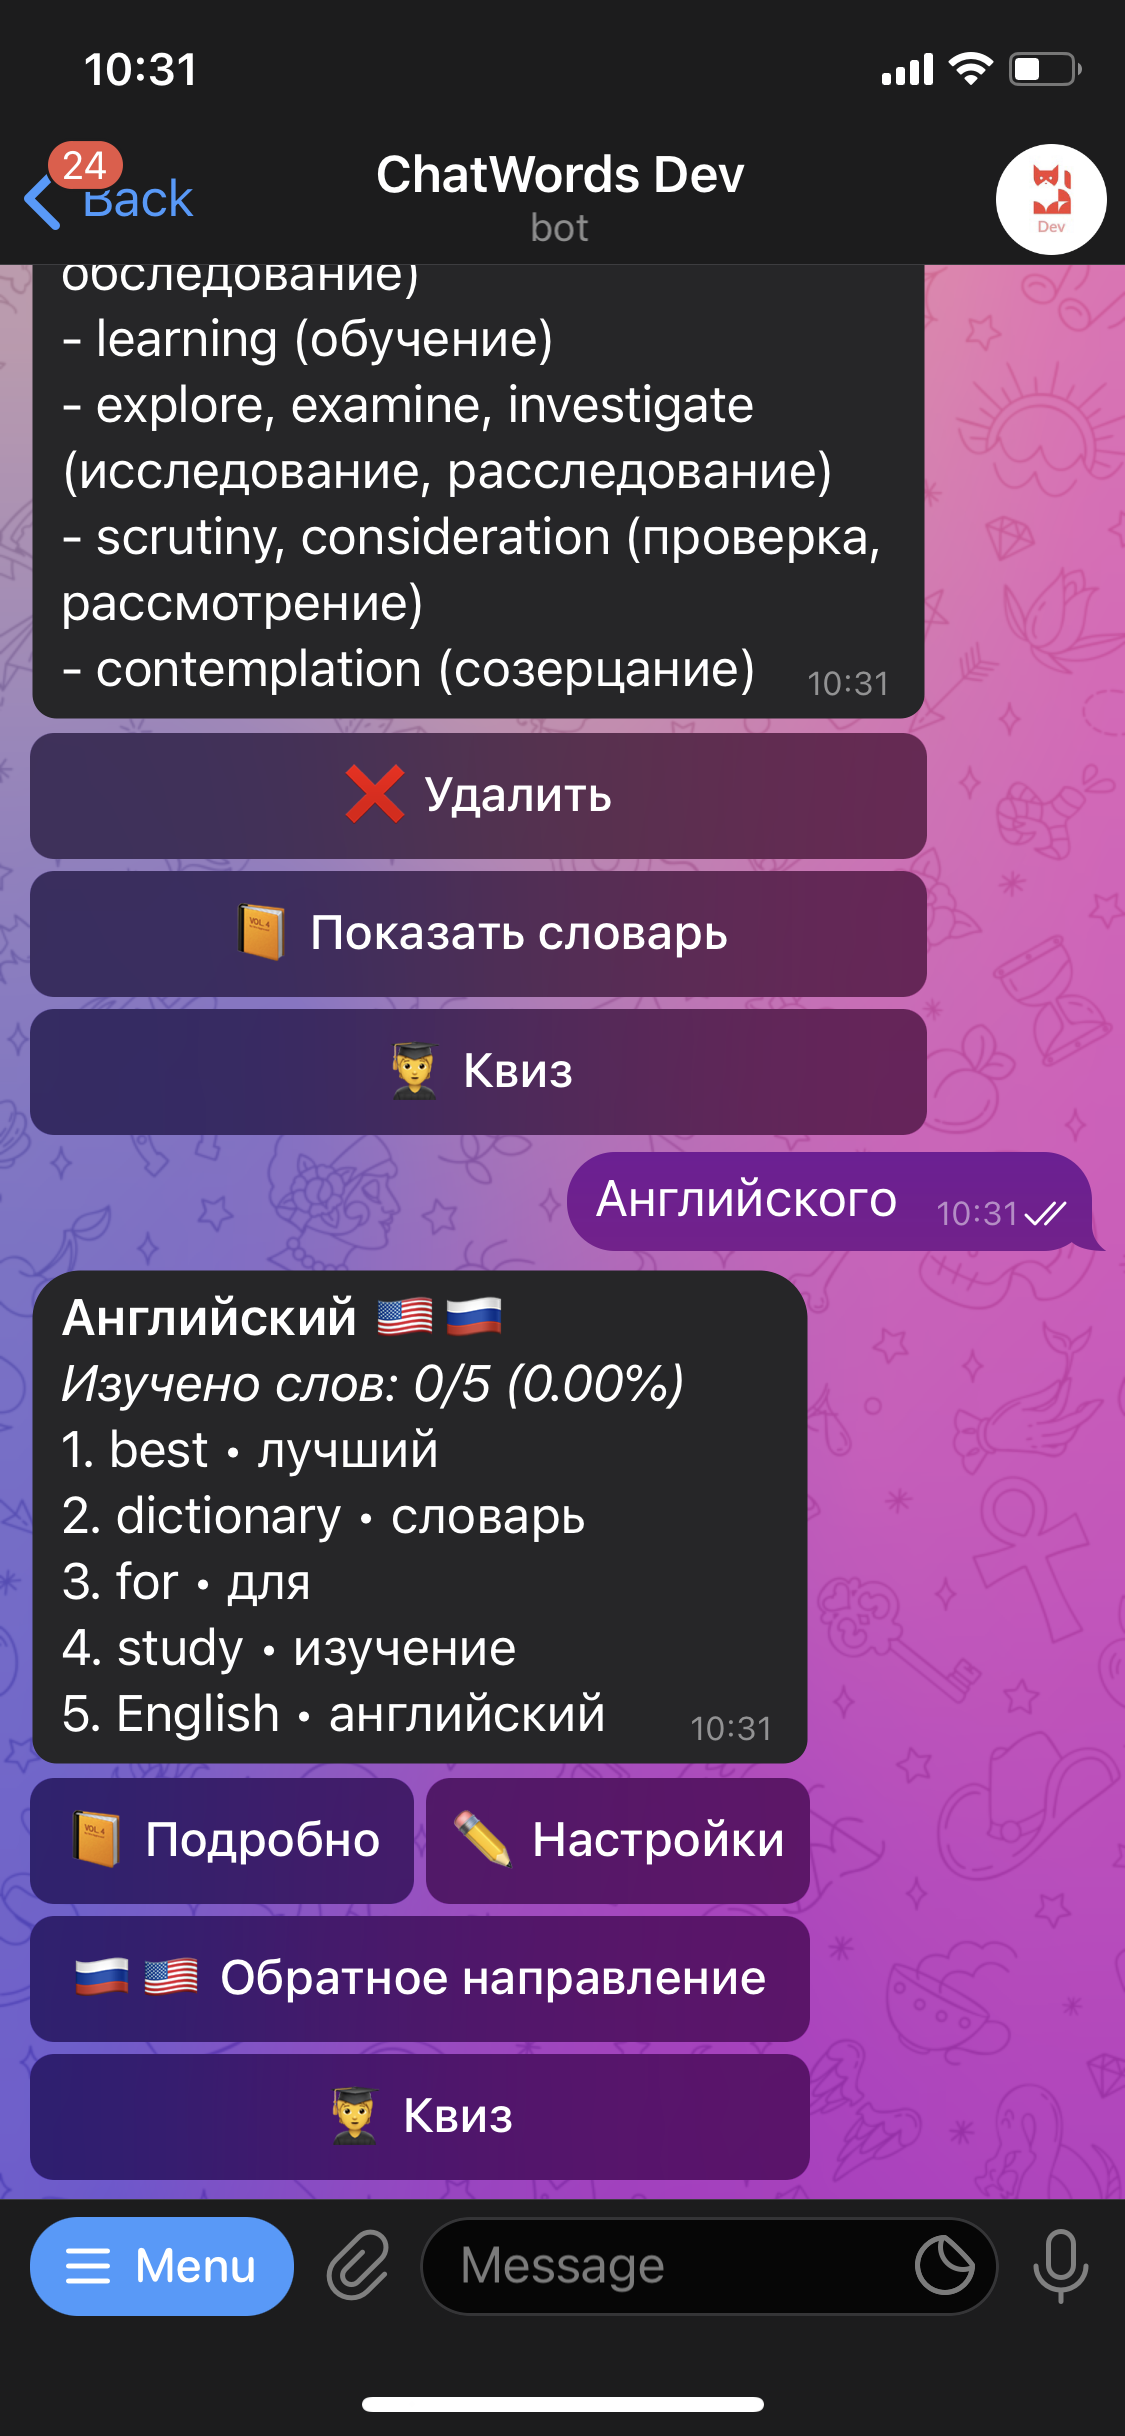 10:31
24
Back
ChatWords Dev
bot
Dev
обследование)
- learning (обучение)
- explore, examine, investigate
(исследование, расследование)
- scrutiny, consideration (проверка,
рассмотрение)
- contemplation (созерцание)
10:31
❌ Удалить
📔 Показать словарь
🧑‍🎓 Квиз
Английского
10:31
Английский 🇺🇸 🇷🇺
Изучено слов: 0/5 (0.00%)
1. best • лучший
2. dictionary • словарь
3. for • для
4. study • изучение
5. English • английский
10:31
📔 Подробно
✏️ Настройки
🇷🇺 🇺🇸 Обратное направление
🧑‍🎓 Квиз
Menu
Message